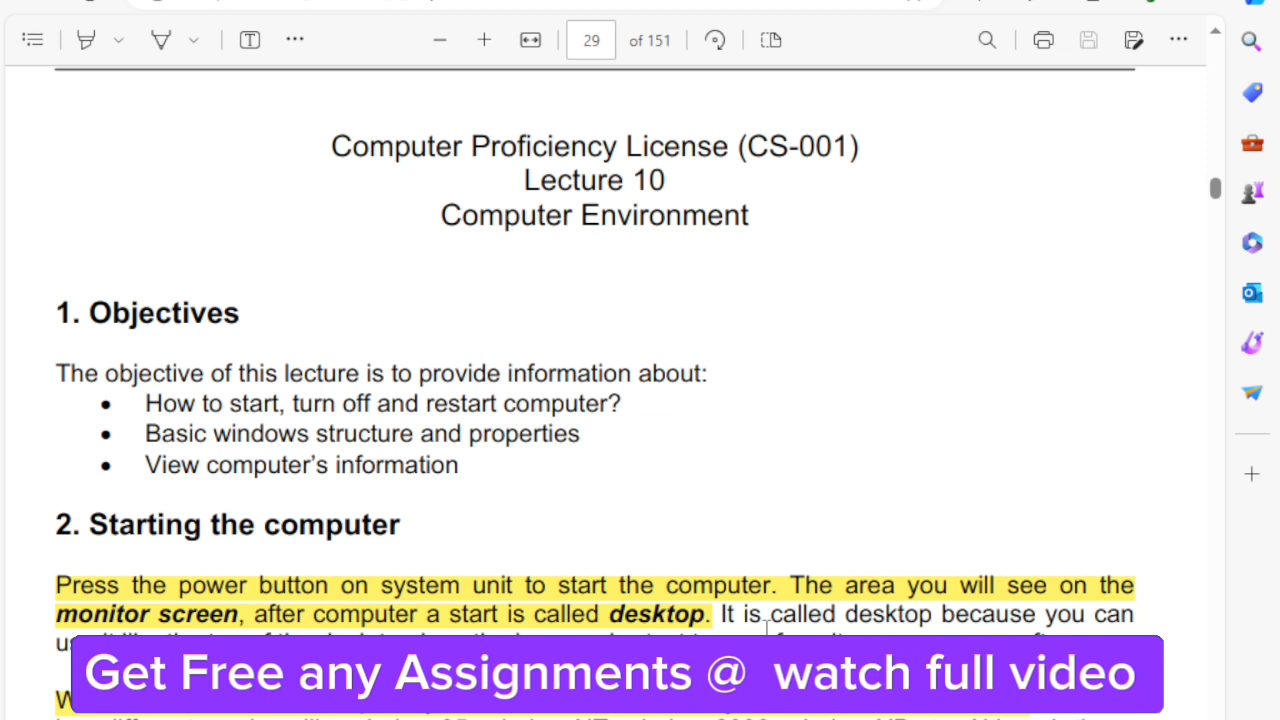 29 of 151
Computer Proficiency License (CS-001)
Lecture 10
Computer Environment
1. Objectives
The objective of this lecture is to provide information about:
• How to start, turn off and restart computer?
• Basic windows structure and properties
• View computer's information
2. Starting the computer
Press the power button on system unit to start the computer. The area you will see on the
monitor screen, after computer a start is called desktop. It is called desktop because you can
Get Free any Assignments @ watch full video